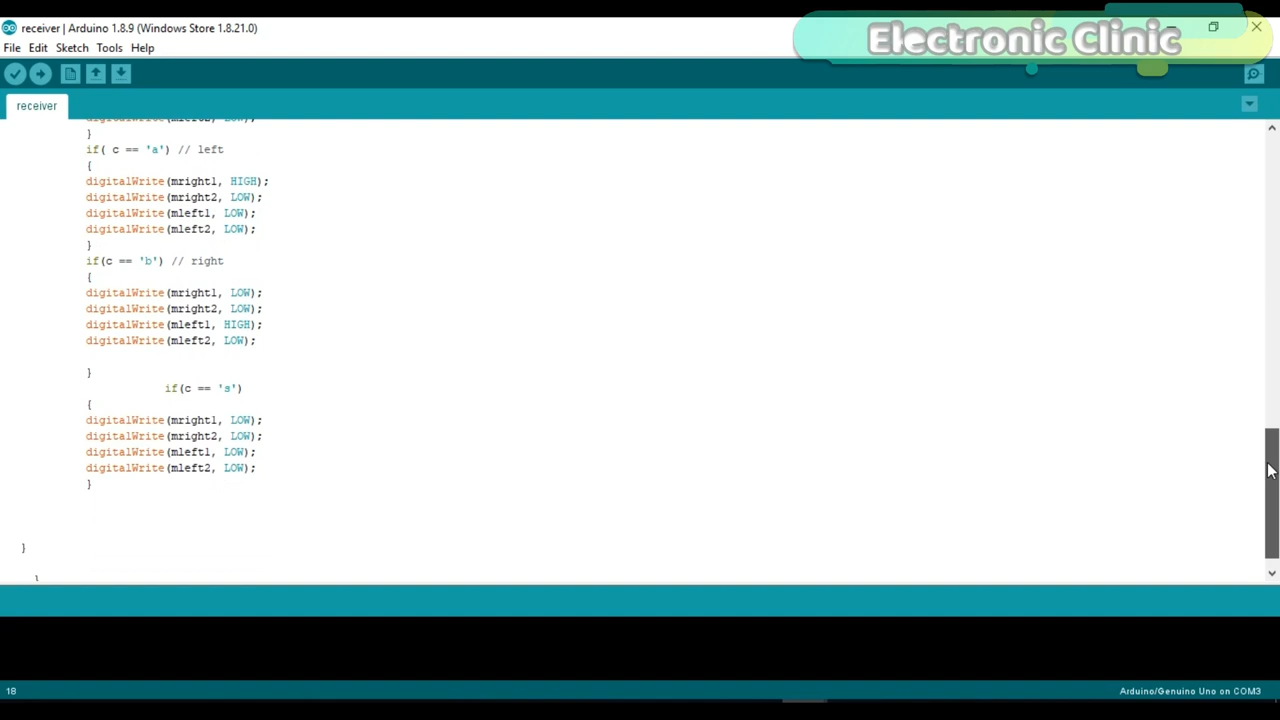 receiver | Arduino 1.8.9 (Windows Store 1.8.21.0)
Electronic Clinic
File Edit Sketch Tools Help
receiver
}
if( c == 'a') // left
{
digitalWrite(mright1, HIGH);
digitalWrite(mright2, LOW);
digitalWrite(mleft1, LOW);
digitalWrite(mleft2, LOW);
}
if(c == 'b') // right
{
digitalWrite(mright1, LOW);
digitalWrite(mright2, LOW);
digitalWrite(mleft1, HIGH);
digitalWrite(mleft2, LOW);
}
if(c == 's')
{
digitalWrite(mright1, LOW);
digitalWrite(mright2, LOW);
digitalWrite(mleft1, LOW);
digitalWrite(mleft2, LOW);
}
}
}
18
Arduino/Genuino Uno on COM3